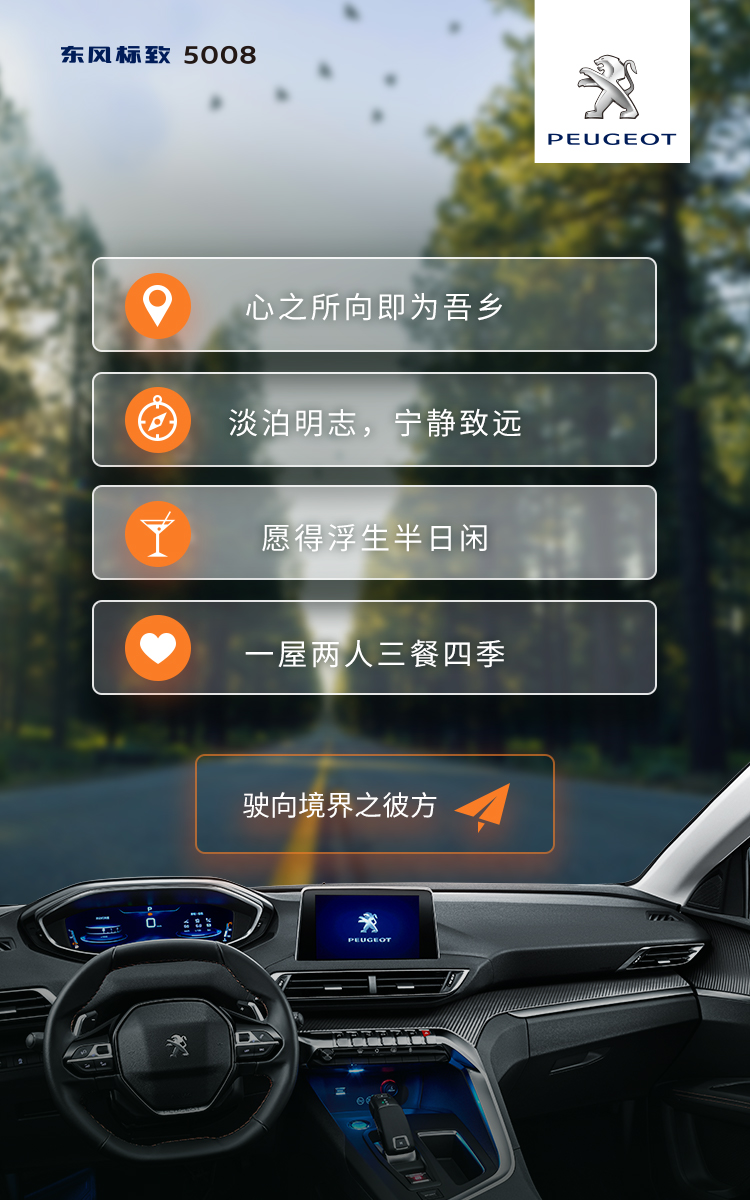 东风标致 5008
PEUGEOT
心之所向即为吾乡
淡泊明志，宁静致远
愿得浮生半日闲
一屋两人三餐四季
驶向境界之彼方
P
0
PEUGEOT